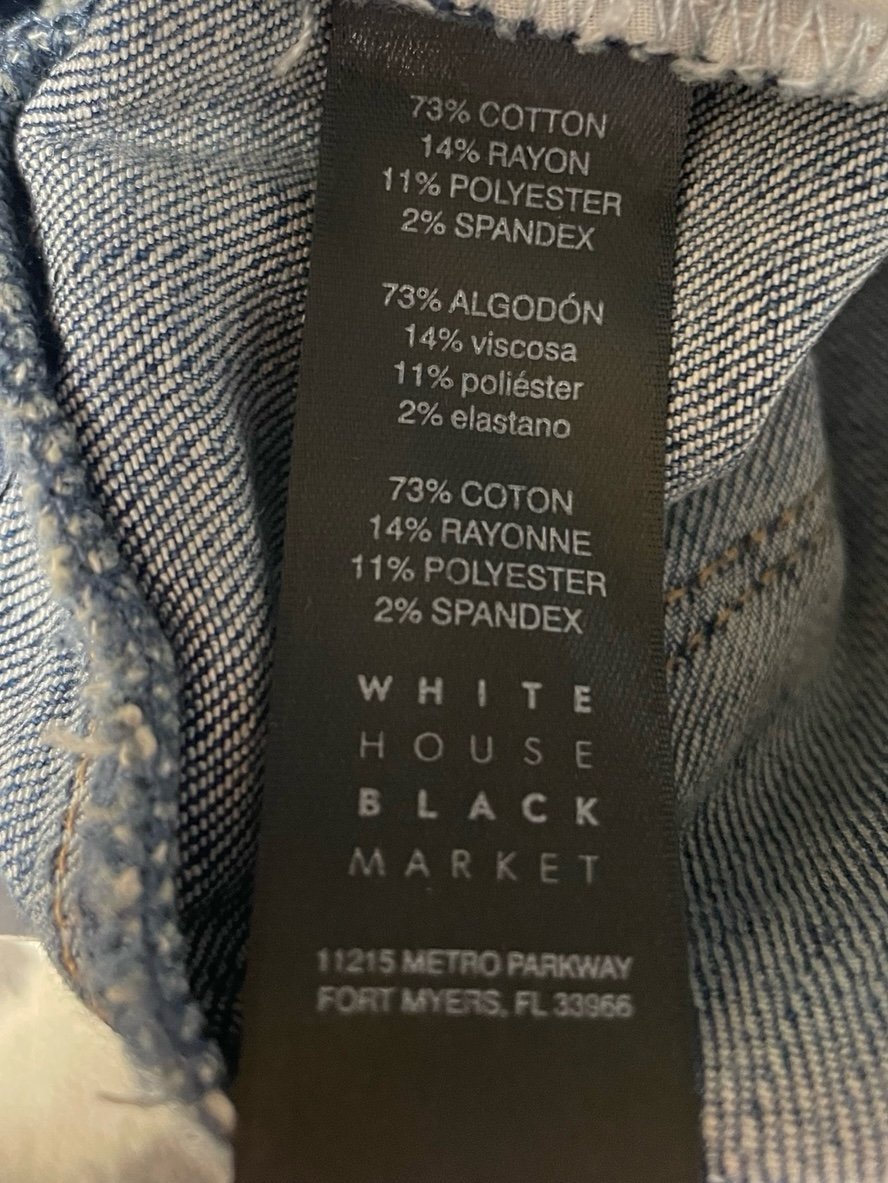 73% COTTON
14% RAYON
11% POLYESTER
2% SPANDEX
73% ALGODÓN
14% viscosa
11% poliéster
2% elastano
73% COTON
14% RAYONNE
11% POLYESTER
2% SPANDEX
WHITE
HOUSE
BLACK
MARKET
11215 METRO PARKWAY
FORT MYERS, FL 33966